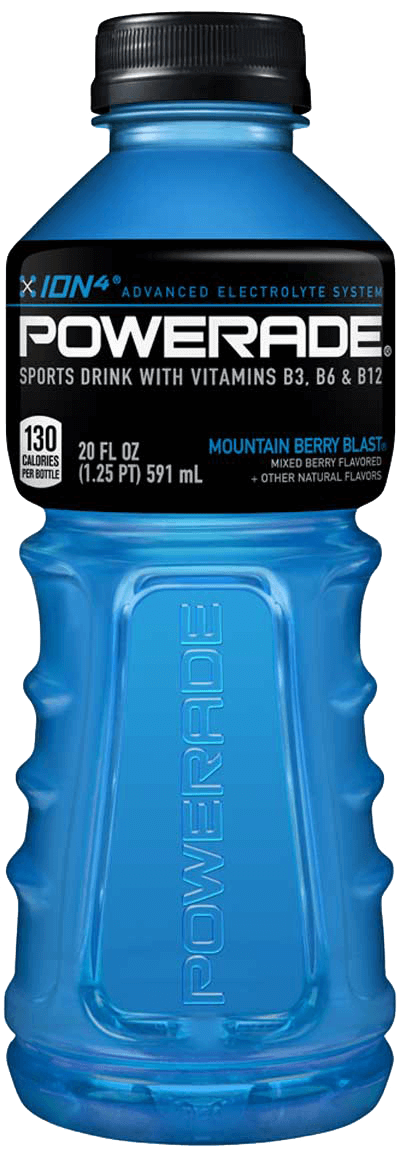 ION4® ADVANCED ELECTROLYTE SYSTEM
POWERADE®
SPORTS DRINK WITH VITAMINS B3, B6 & B12
130
CALORIES
PER BOTTLE
20 FL OZ
(1.25 PT) 591 mL
MOUNTAIN BERRY BLAST®
MIXED BERRY FLAVORED
+ OTHER NATURAL FLAVORS
POWERADE